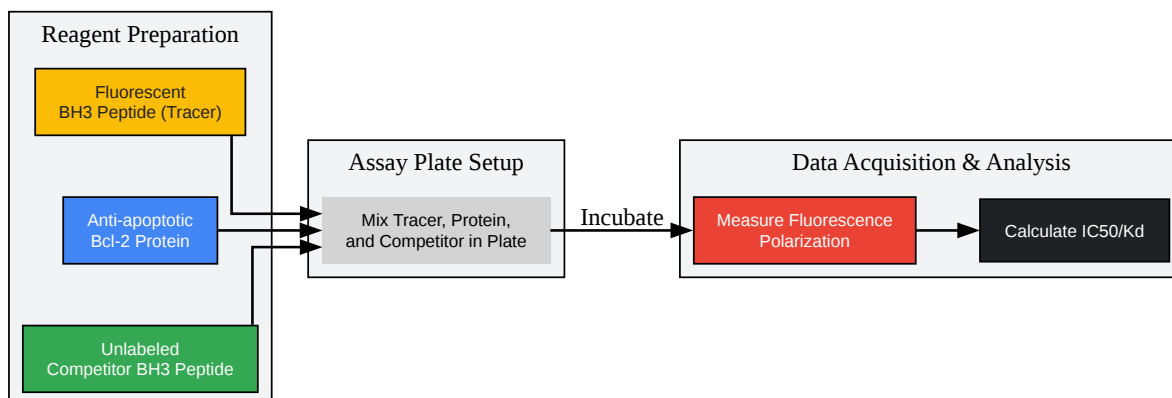 Reagent Preparation
Fluorescent
BH3 Peptide (Tracer)
Anti-apoptotic
Bcl-2 Protein
Unlabeled
Competitor BH3 Peptide
Assay Plate Setup
Mix Tracer, Protein,
and Competitor in Plate
Incubate
Data Acquisition & Analysis
Measure Fluorescence
Polarization
Calculate IC50/Kd